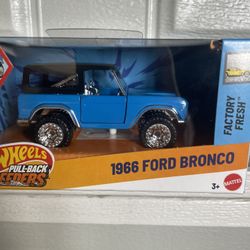 WHEELS
PULL-BACK
SPEEDERS
1966 FORD BRONCO
FACTORY
FRESH
MATTEL
3+